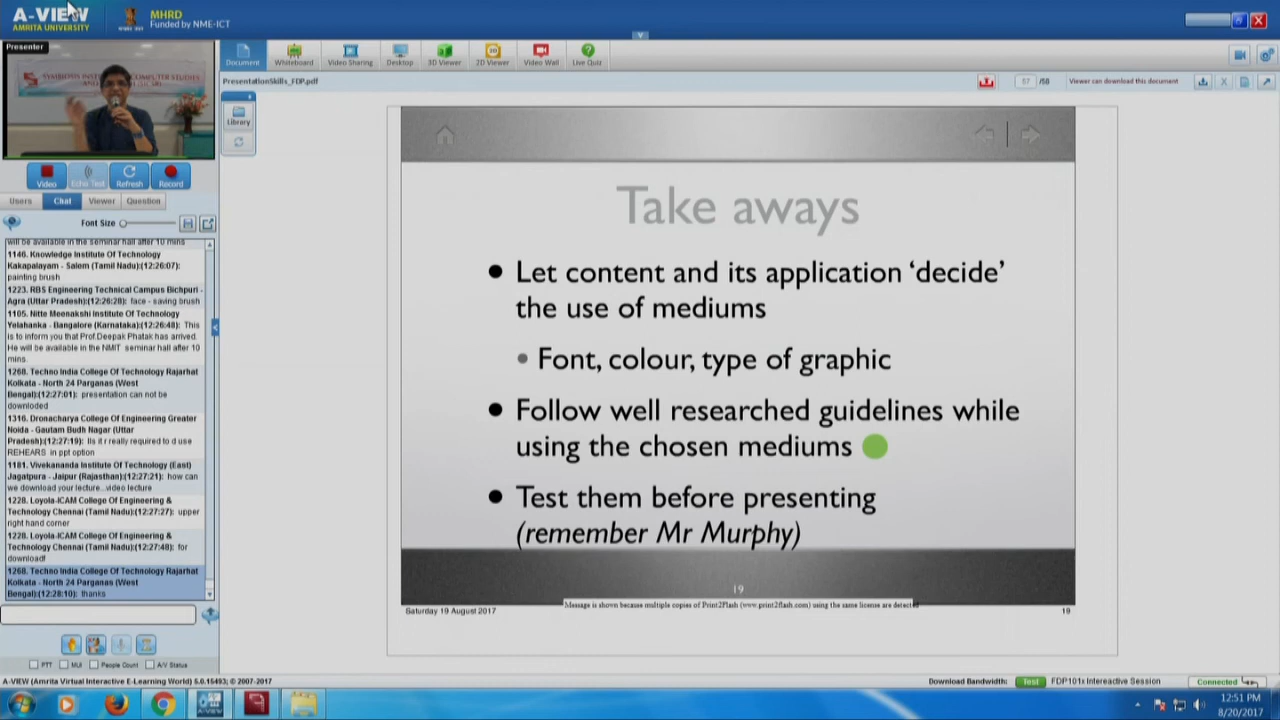 A-VIEW
AMRITA UNIVERSITY
MHRD
Funded by NME-ICT
Presenter
Document
Whiteboard
Video Sharing
Desktop
3D Viewer
2D Viewer
Video Wall
Live Quiz
PresentationSkills_FDP.pdf
57 /58
Viewer can download this document
Library
Video
Echo Test
Refresh
Record
Users
Chat
Viewer
Question
Font Size
will be available in the seminar hall after 10 mins
1146. Knowledge Institute Of Technology
Kakapalayam - Salem (Tamil Nadu):(12:26:07):
painting brush
1223. RBS Engineering Technical Campus Bichpuri -
Agra (Uttar Pradesh):(12:26:28): face - saving brush
1105. Nitte Meenakshi Institute Of Technology
Yelahanka - Bangalore (Karnataka):(12:26:48): This
is to inform you that Prof.Deepak Phatak has arrived.
He will be available in the NMIT seminar hall after 10
mins.
1268. Techno India College Of Technology Rajarhat
Kolkata - North 24 Parganas (West
Bengal):(12:27:01): presentation can not be
downloded
1316. Dronacharya College Of Engineering Greater
Noida - Gautam Budh Nagar (Uttar
Pradesh):(12:27:19): Iis it r really required to d use
REHEARS in ppt option
1181. Vivekananda Institute Of Technology (East)
Jagatpura - Jaipur (Rajasthan):(12:27:21): how can
we download your lecture...video lecture
1228. Loyola-ICAM College Of Engineering &
Technology Chennai (Tamil Nadu):(12:27:27): upper
right hand corner
1228. Loyola-ICAM College Of Engineering &
Technology Chennai (Tamil Nadu):(12:27:48): for
download!
1268. Techno India College Of Technology Rajarhat
Kolkata - North 24 Parganas (West
Bengal):(12:28:10): thanks
PTT
MUI
People Count
A/V Status
Take aways
Let content and its application ‘decide’
the use of mediums
Font, colour, type of graphic
Follow well researched guidelines while
using the chosen mediums
Test them before presenting
(remember Mr Murphy)
19
Message is shown because multiple copies of Print2Flash (www.print2flash.com) using the same license are detected
Saturday 19 August 2017
19
A-VIEW (Amrita Virtual Interactive E-Learning World) 5.0.15493; © 2007-2017
Download Bandwidth:
Test
FDP101x Intereactive Session
Connected
12:51 PM
8/20/2017